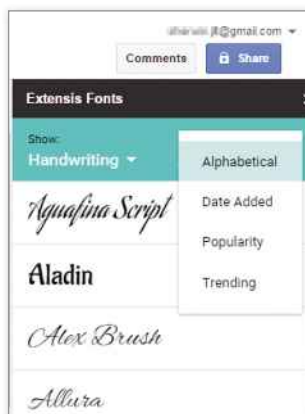 jt@gmail.com
Comments
Share
Extensis Fonts
Show:
Handwriting
Alphabetical
Date Added
Popularity
Trending
Aguafina Script
Aladin
Alex Brush
Allura